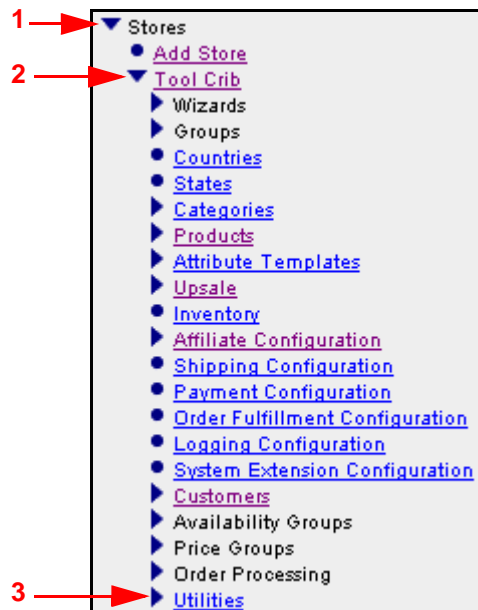 1 Stores
Add Store
2 Tool Crib
Wizards
Groups
Countries
States
Categories
Products
Attribute Templates
Upsale
Inventory
Affiliate Configuration
Shipping Configuration
Payment Configuration
Order Fulfillment Configuration
Logging Configuration
System Extension Configuration
Customers
Availability Groups
Price Groups
Order Processing
3 Utilities